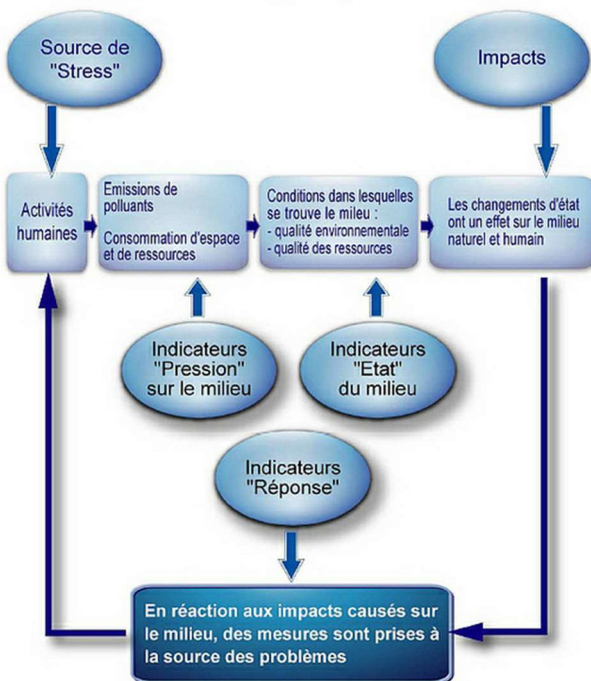 Source de
"Stress"
Impacts
Activités
humaines
Emissions de
polluants
Consommation d'espace
et de ressources
Conditions dans lesquelles
se trouve le mileu :
- qualité environnementale
- qualité des ressources
Les changements d'état
ont un effet sur le milieu
naturel et humain
Indicateurs
"Pression"
sur le milieu
Indicateurs
"Etat"
du milieu
Indicateurs
"Réponse"
En réaction aux impacts causés sur
le milieu, des mesures sont prises à
la source des problèmes